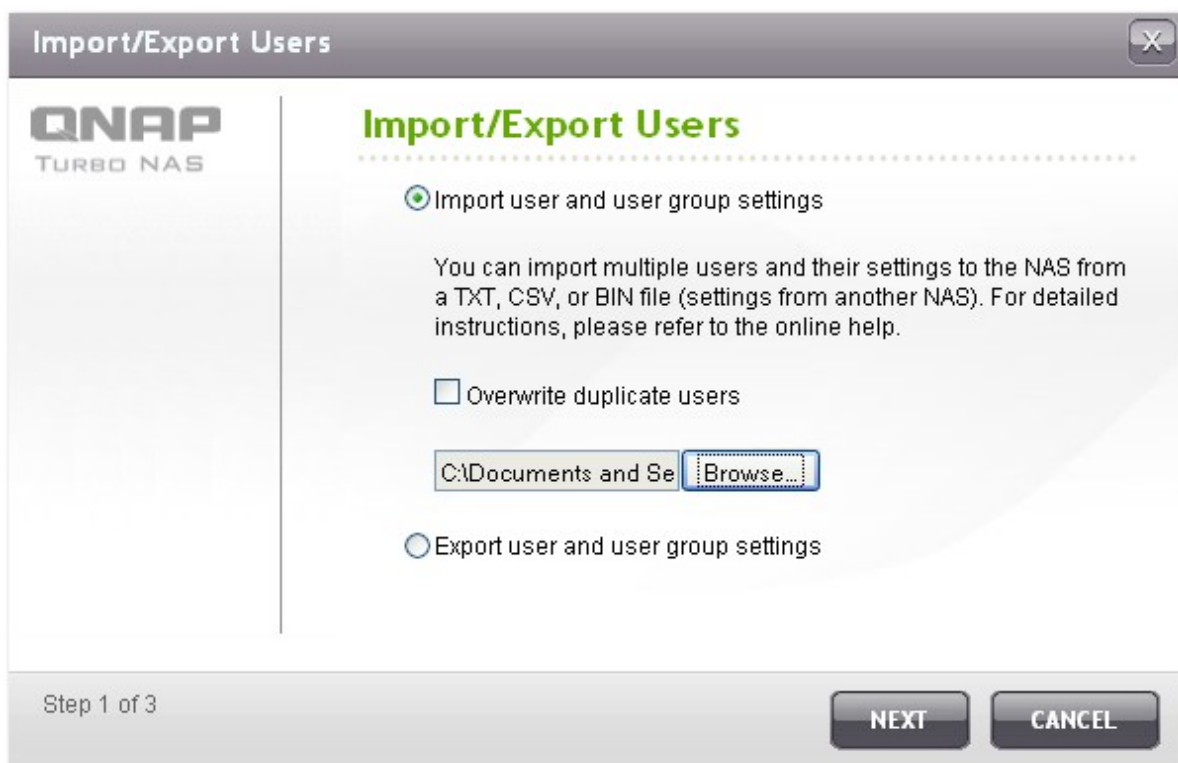 Import/Export Users
X
QNAP
TURBO NAS
Import/Export Users
Import user and user group settings
You can import multiple users and their settings to the NAS from
a TXT, CSV, or BIN file (settings from another NAS). For detailed
instructions, please refer to the online help.
Overwrite duplicate users
C:\Documents and Se Browse...
Export user and user group settings
Step 1 of 3
NEXT CANCEL